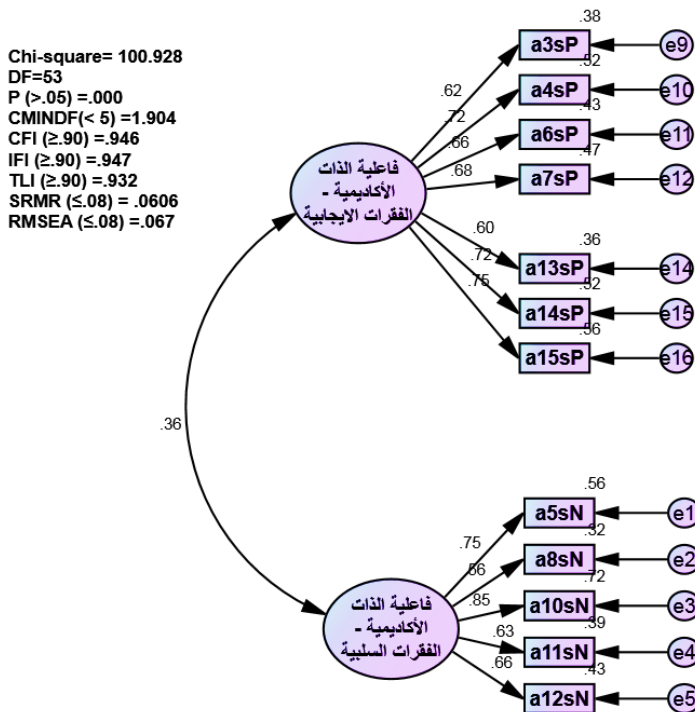 Chi-square= 100.928
DF=53
P (>.05) =.000
CMINDF(< 5) =1.904
CFI (≥.90) =.946
IFI (≥.90) =.947
TLI (≥.90) =.932
SRMR (≤.08) = .0606
RMSEA (≤.08) =.067
.38
a3sP
e9
.62
.52
a4sP
e10
.72
.43
a6sP
e11
.66
.47
a7sP
e12
.68
فاعلية الذات
الأكاديمية -
الفقرات الايجابية
.60
.36
a13sP
e14
.72
.52
a14sP
e15
.75
.56
a15sP
e16
.36
.56
a5sN
e1
.75
.32
a8sN
e2
.56
.72
a10sN
e3
.85
.39
a11sN
e4
.63
.43
a12sN
e5
.66
فاعلية الذات
الأكاديمية -
الفقرات السلبية